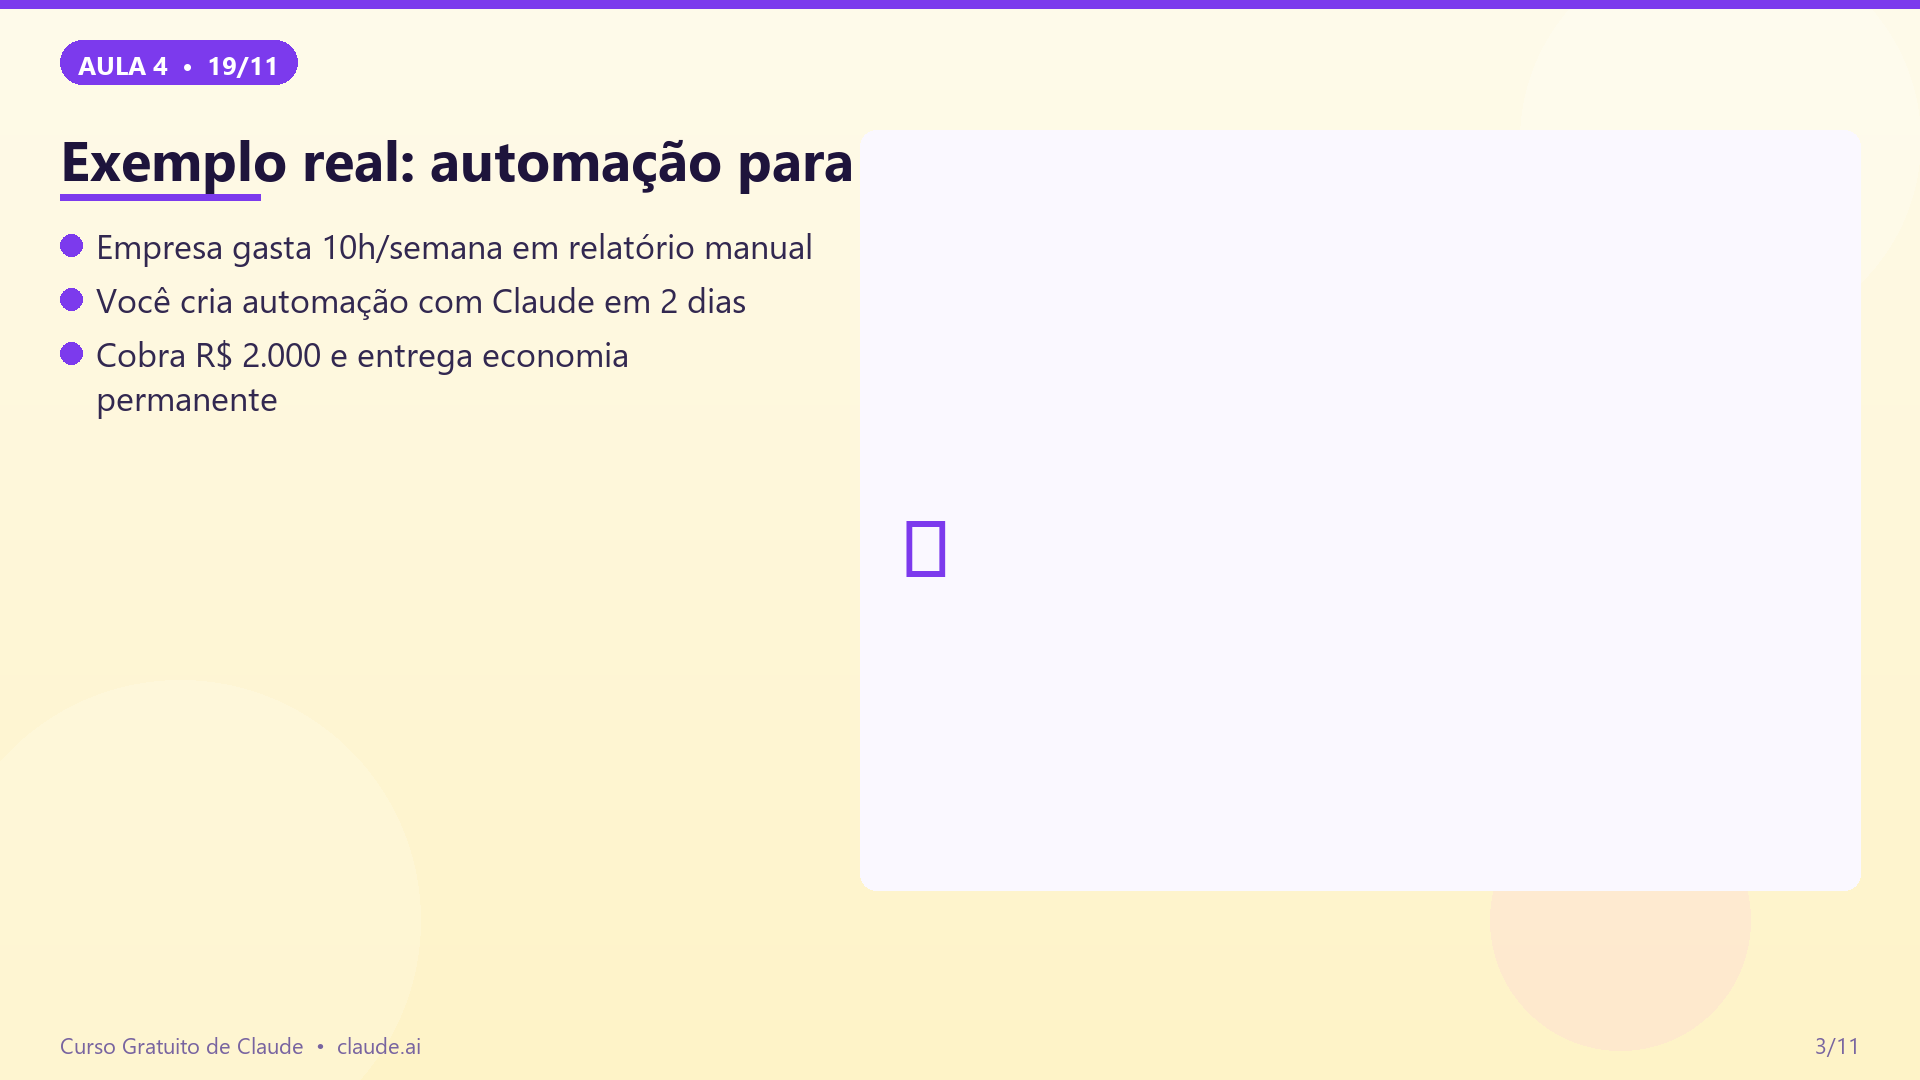 AULA 4 • 19/11
Exemplo real: automação para
Empresa gasta 10h/semana em relatório manual
Você cria automação com Claude em 2 dias
Cobra R$ 2.000 e entrega economia
permanente
Curso Gratuito de Claude • claude.ai
3/11